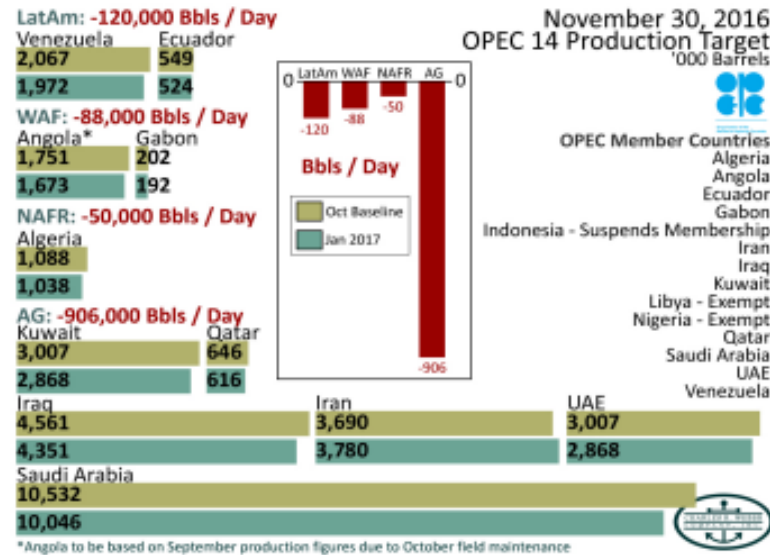 LatAm: -120,000 Bbls / Day
Venezuela Ecuador
2,067 549
1,972 524
WAF: -88,000 Bbls / Day
Angola* Gabon
1,751 202
1,673 192
NAFR: -50,000 Bbls / Day
Algeria
1,088
1,038
AG: -906,000 Bbls / Day
Kuwait Qatar
3,007 646
2,868 616
Iraq Iran UAE
4,561 3,690 3,007
4,351 3,780 2,868
Saudi Arabia
10,532
10,046
*Angola to be based on September production figures due to October field maintenance
0 LatAm WAF NAFR AG 0
-120 -88 -50
Bbls / Day
Oct Baseline
Jan 2017
-906
November 30, 2016
OPEC 14 Production Target
'000 Barrels
OPEC Member Countries
Algeria
Angola
Ecuador
Gabon
Indonesia - Suspends Membership
Iran
Iraq
Kuwait
Libya - Exempt
Nigeria - Exempt
Qatar
Saudi Arabia
UAE
Venezuela